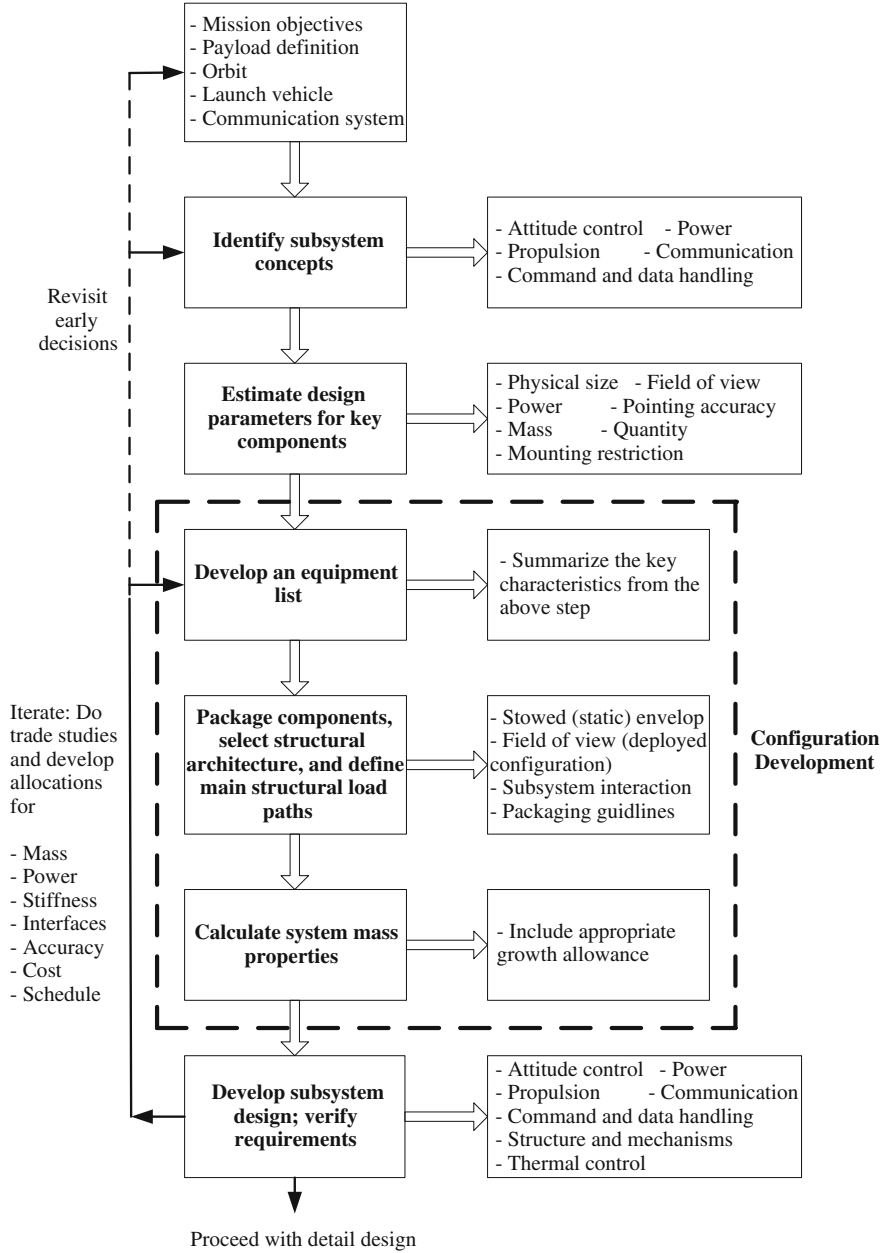 - Mission objectives
- Payload definition
- Orbit
- Launch vehicle
- Communication system
Identify subsystem
concepts
- Attitude control - Power
- Propulsion - Communication
- Command and data handling
Revisit
early
decisions
Estimate design
parameters for key
components
- Physical size - Field of view
- Power - Pointing accuracy
- Mass - Quantity
- Mounting restriction
Develop an equipment
list
- Summarize the key
characteristics from the
above step
Iterate: Do
trade studies
and develop
allocations
for
- Mass
- Power
- Stiffness
- Interfaces
- Accuracy
- Cost
- Schedule
Package components,
select structural
architecture, and define
main structural load
paths
- Stowed (static) envelop
- Field of view (deployed
configuration)
- Subsystem interaction
- Packaging guidlines
Configuration
Development
Calculate system mass
properties
- Include appropriate
growth allowance
Develop subsystem
design; verify
requirements
- Attitude control - Power
- Propulsion - Communication
- Command and data handling
- Structure and mechanisms
- Thermal control
Proceed with detail design